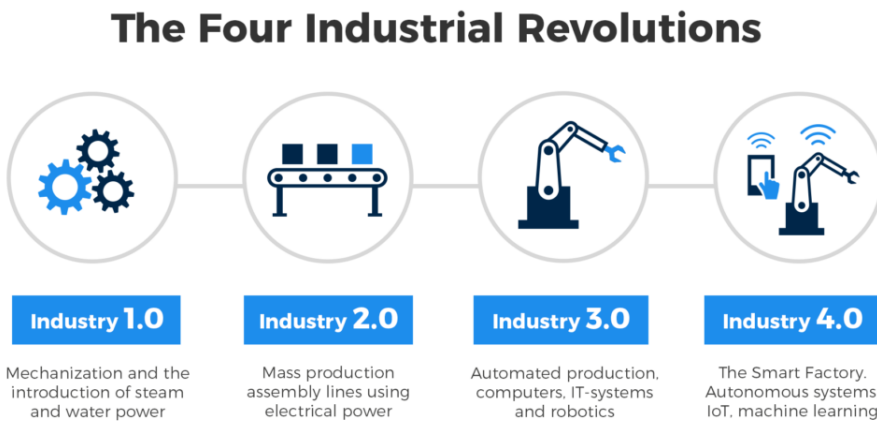 The Four Industrial Revolutions
Industry 1.0
Industry 2.0
Industry 3.0
Industry 4.0
Mechanization and the
introduction of steam
and water power
Mass production
assembly lines using
electrical power
Automated production,
computers, IT-systems
and robotics
The Smart Factory.
Autonomous systems
IoT, machine learning